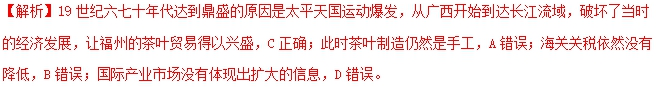 【解析】19 世纪六七十年代达到鼎盛的原因是太平天国运动爆发，从广西开始到达长江流域，破坏了当时
的经济发展，让福州的茶叶贸易得以兴盛，C 正确；此时茶叶制造仍然是手工，A 错误；海关关税依然没有
降低，B 错误；国际产业市场没有体现出扩大的信息，D 错误。